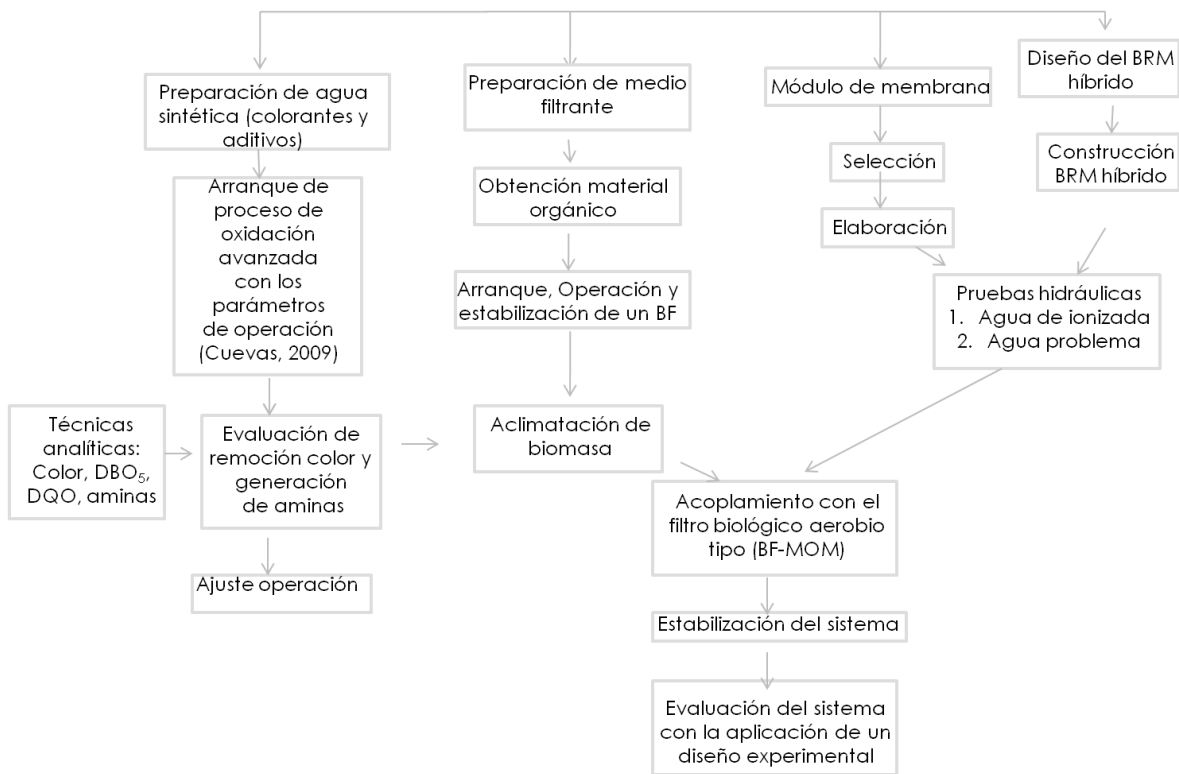 Preparación de agua
sintética (colorantes y
aditivos)
Arranque de
proceso de
oxidación
avanzada
con los
parámetros
de operación
(Cuevas, 2009)
Técnicas
analíticas:
Color, DBO₅,
DQO, aminas
Evaluación de
remoción color y
generación
de aminas
Ajuste operación
Preparación de medio
filtrante
Obtención material
orgánico
Arranque, Operación y
estabilización de un BF
Aclimatación de
biomasa
Módulo de membrana
Selección
Elaboración
Diseño del BRM
híbrido
Construcción
BRM híbrido
Pruebas hidráulicas
1. Agua de ionizada
2. Agua problema
Acoplamiento con el
filtro biológico aerobio
tipo (BF-MOM)
Estabilización del sistema
Evaluación del sistema
con la aplicación de un
diseño experimental